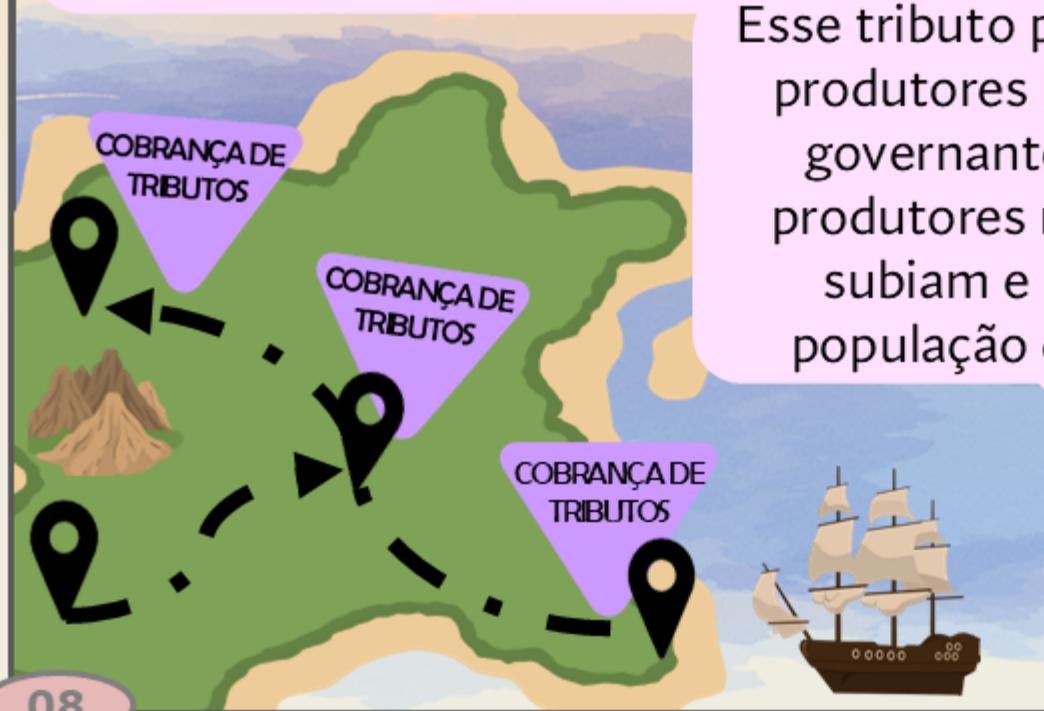 Esse tributo
produtores
governant
produtores
subiam e
população
COBRANÇA DE
TRIBUTOS
COBRANÇA DE
TRIBUTOS
COBRANÇA DE
TRIBUTOS
08